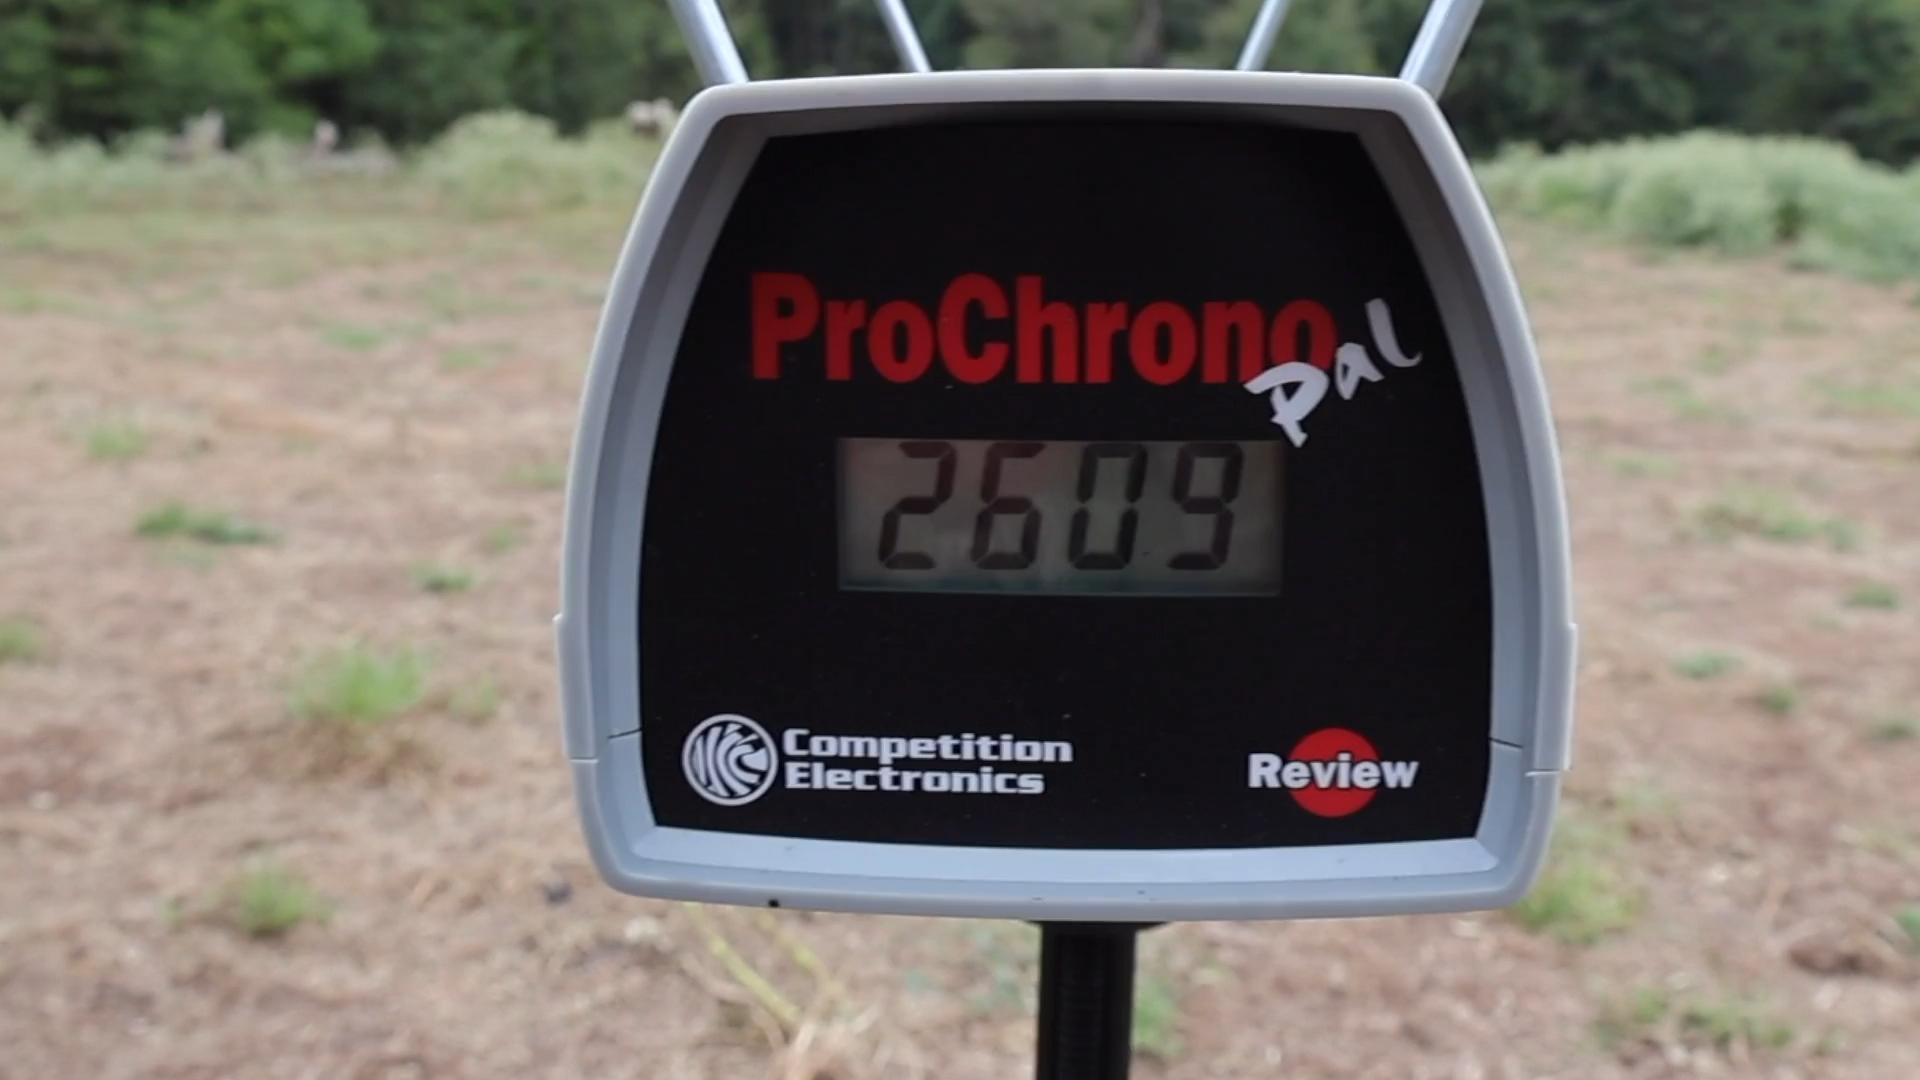 ProChrono
Pal
2609
Competition
Electronics
Review